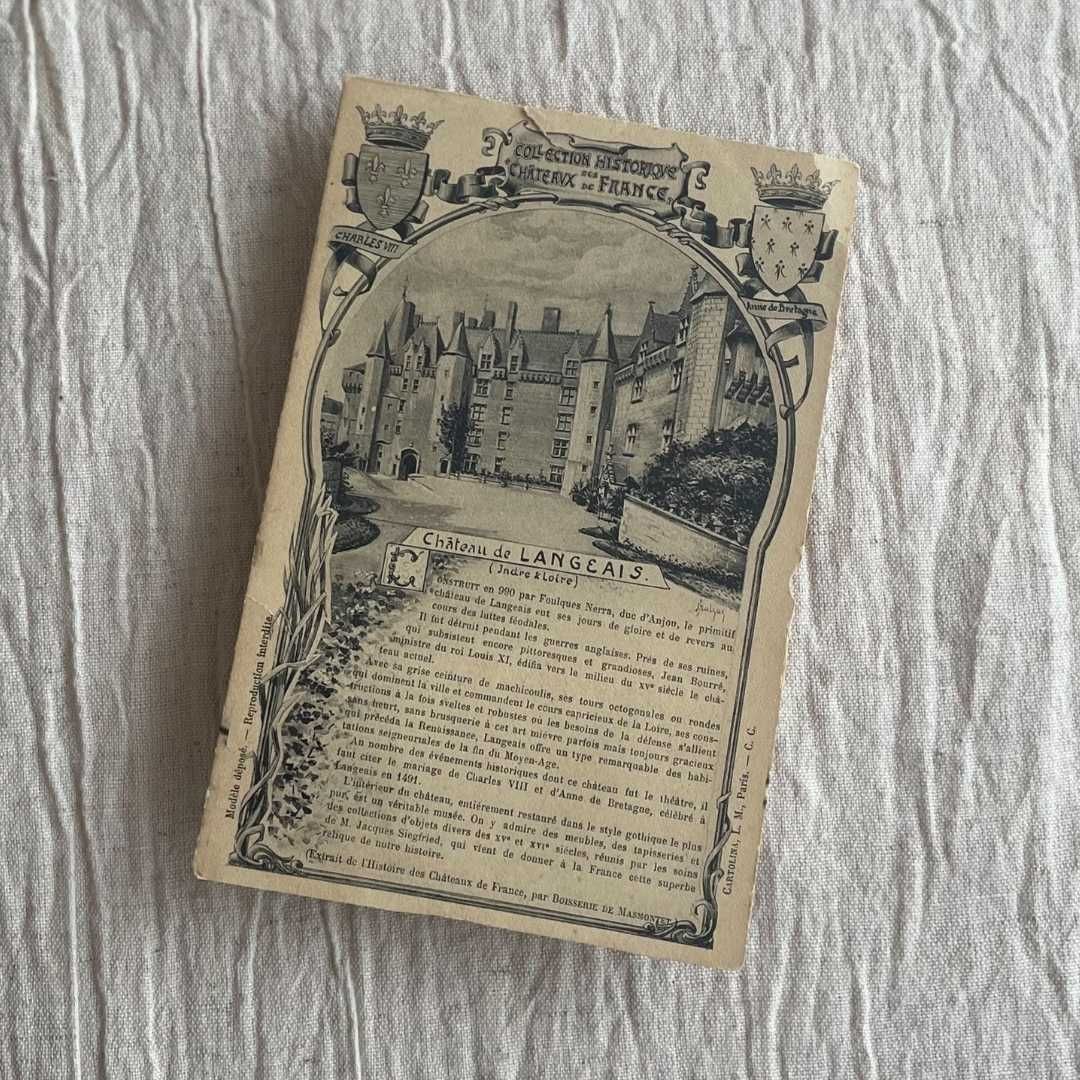 COLLECTION HISTORIQUE
DES
CHÂTEAUX DE FRANCE
CHARLES VIII
Anne de Bretagne
Château de LANGEAIS.
(Indre & Loire)
CONSTRUIT en 990 par Foulques Nerra, duc d'Anjou, le primitif
château de Langeais eut ses jours de gloire et de revers au
cours des luttes féodales.
Il fut détruit pendant les guerres anglaises. Près de ses ruines,
qui subsistent encore pittoresques et grandioses, Jean Bourré,
ministre du roi Louis XI, édifia vers le milieu du XVe siècle le châ-
teau actuel.
Avec sa grise ceinture de machicoulis, ses tours octogonales ou rondes
qui dominent la ville et commandent le cours capricieux de la Loire, ses cons-
tructions à la fois sveltes et robustes où les besoins de la défense s'allient
sans heurt, sans brusquerie à cet art mièvre parfois mais toujours gracieux
qui précéda la Renaissance, Langeais offre un type remarquable des habi-
tations seigneuriales de la fin du Moyen-Age.
Au nombre des événements historiques dont ce château fut le théâtre, il
faut citer le mariage de Charles VIII et d'Anne de Bretagne, célébré à
Langeais en 1491.
L'intérieur du château, entièrement restauré dans le style gothique le plus
pur, est un véritable musée. On y admire des meubles, des tapisseries et
des collections d'objets divers des XVe et XVIe siècles, réunis par les soins
de M. Jacques Siegfried, qui vient de donner à la France cette superbe
relique de notre histoire.
(Extrait de l'Histoire des Châteaux de France, par BOISSERIE DE MASMONTET.)
Modèle déposé. — Reproduction interdite.
CARTOLINA, L. M., Paris. — C. C.